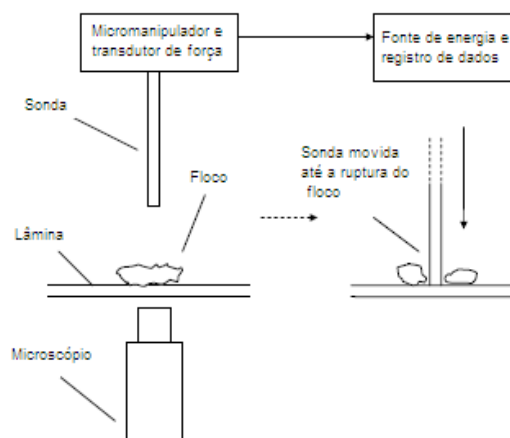 Micromanipulador e
transdutor de força
Fonte de energia e
registro de dados
Sonda
Sonda movida
até a ruptura do
floco
Floco
Lâmina
Microscópio